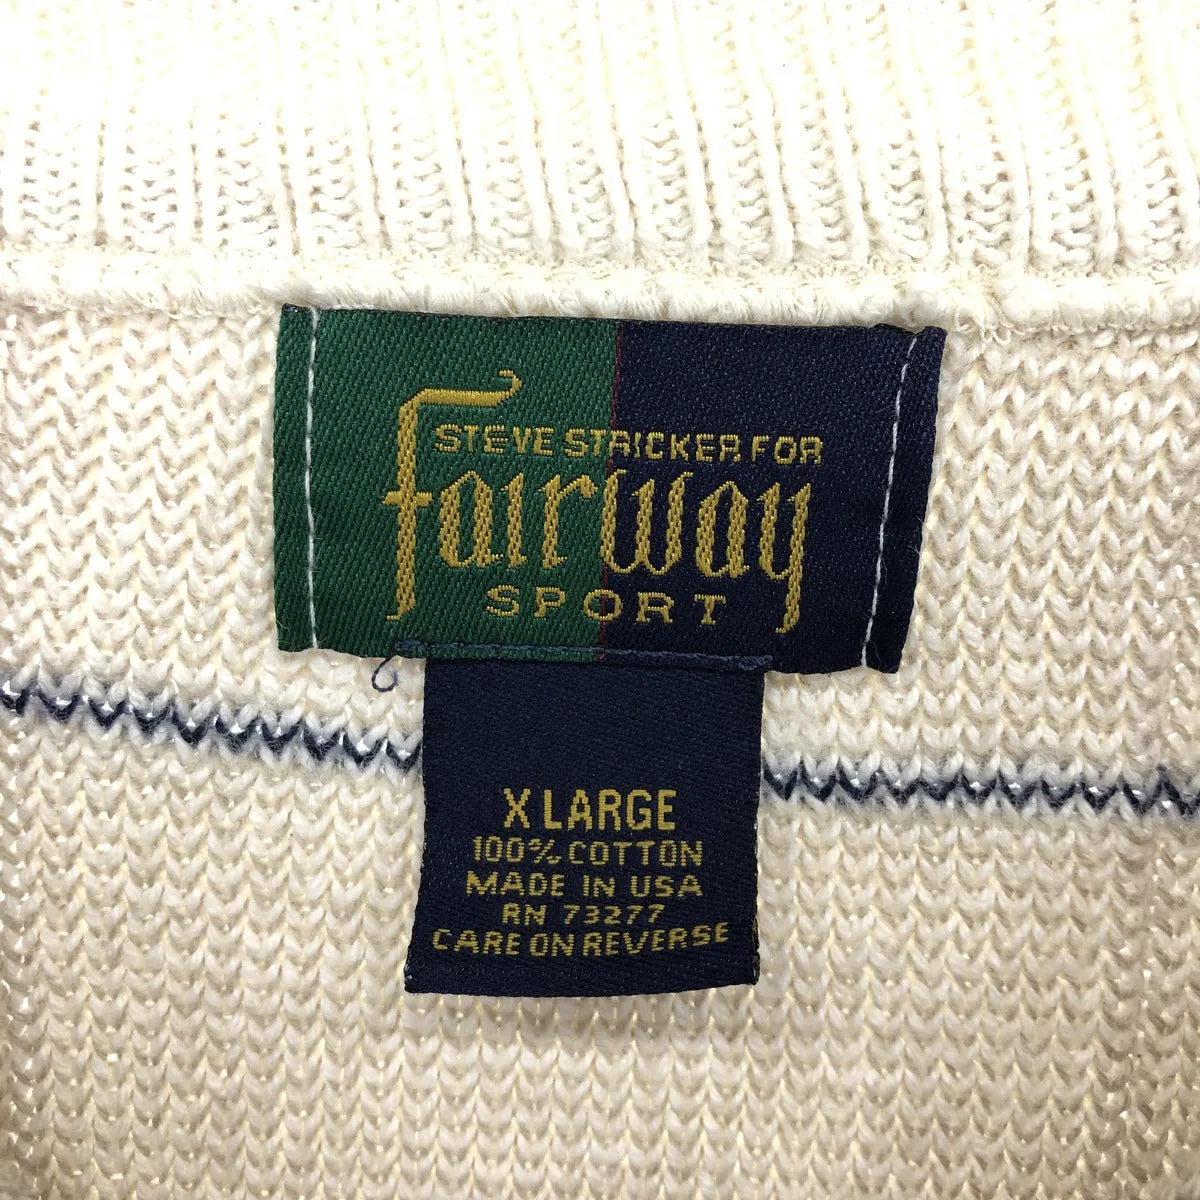 STEVE STRICKER FOR
Fairway
SPORT
X LARGE
100% COTTON
MADE IN USA
RN 73277
CARE ON REVERSE